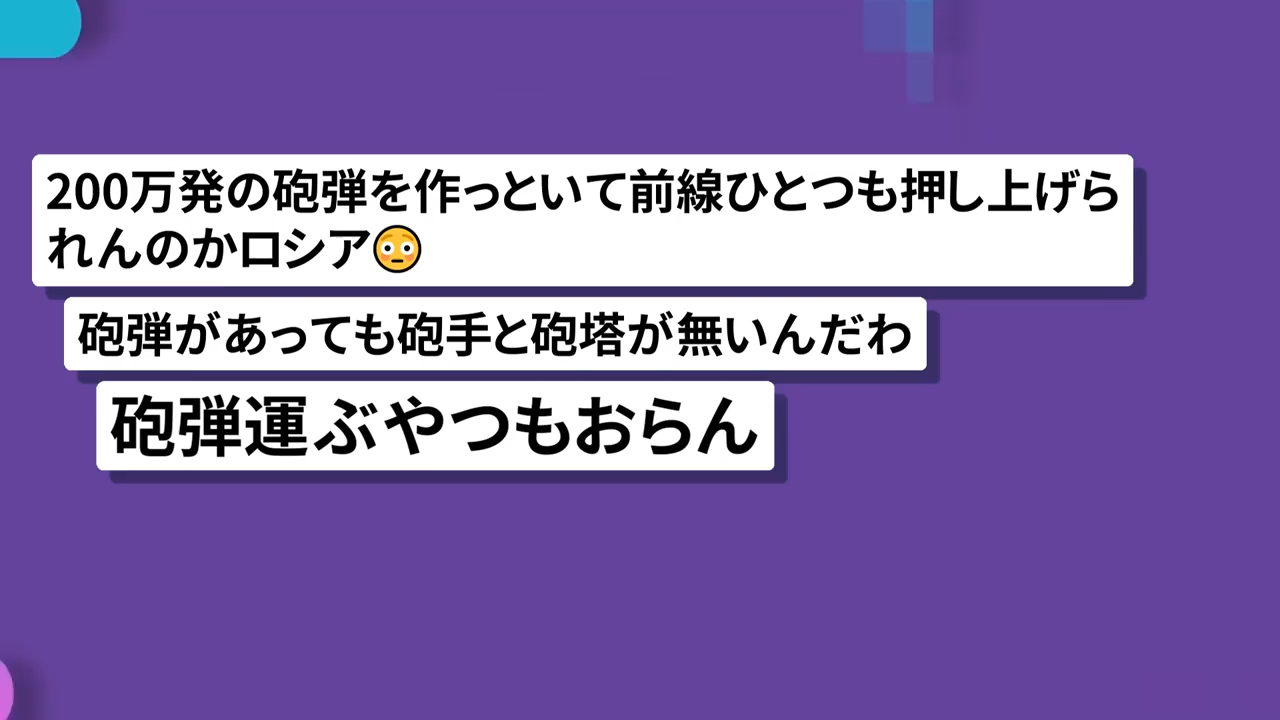 200万発の砲弾を作っといて前線ひとつも押し上げら
れんのかロシア😳
砲弾があっても砲手と砲塔が無いんだわ
砲弾運ぶやつもおらん